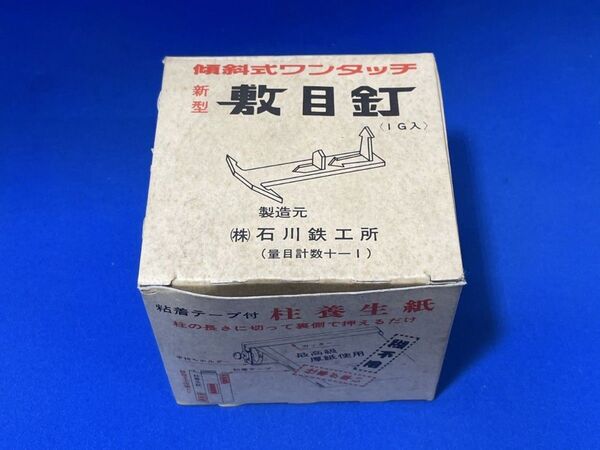 傾斜式ワンタッチ
新型 敷目釘
〈1G入〉
製造元
㈱ 石川鉄工所
(量目計数十一1)
粘着テープ付 柱養生紙
柱の長さに切って裏側で押えるだけ
最高級
厚紙使用